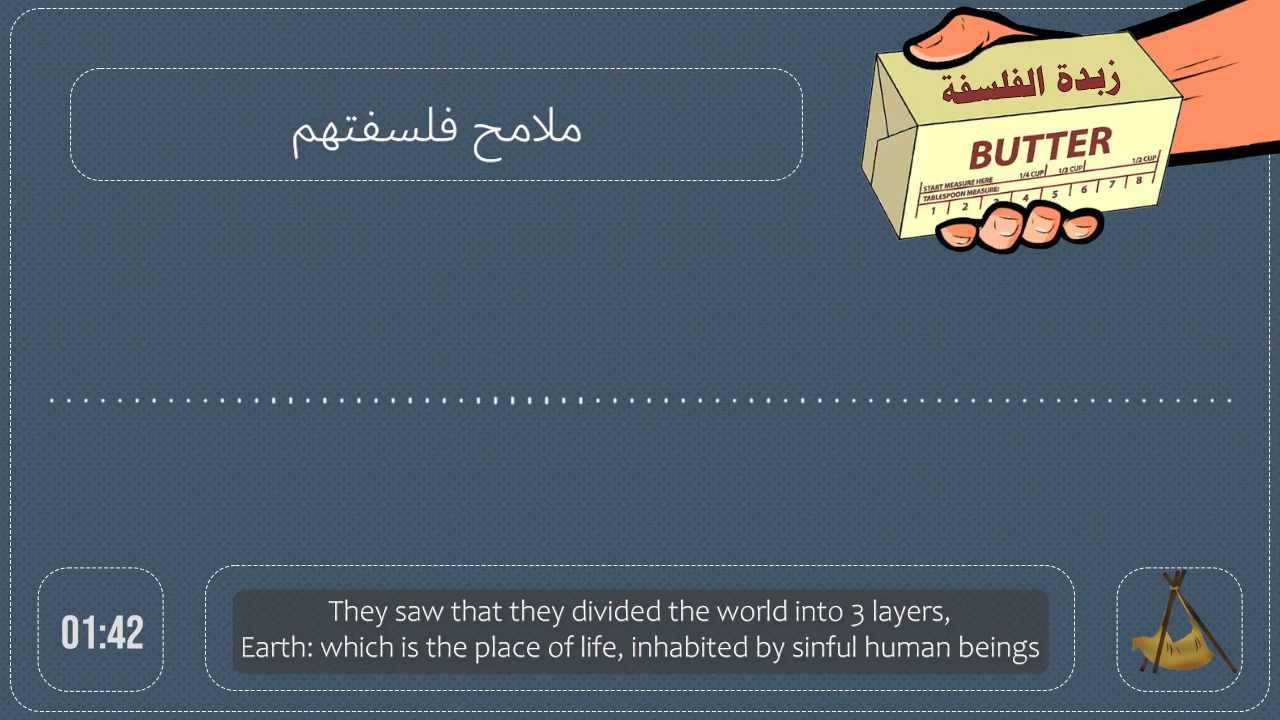 زبدة الفلسفة
ملامح فلسفتهم
BUTTER
START MEASURE HERE 1/4 CUP 1/3 CUP 1/2 CUP
TABLESPOON MEASURE:
1 2 3 4 5 6 7 8
01:42
They saw that they divided the world into 3 layers,
Earth: which is the place of life, inhabited by sinful human beings